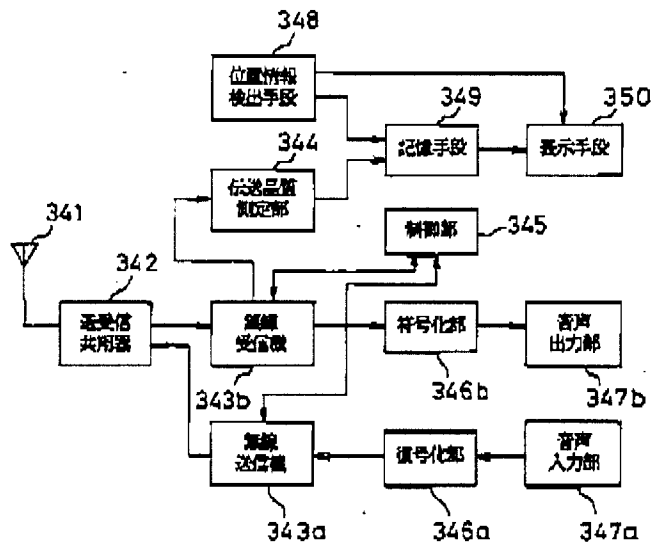 348
位置情報
検出手段
349
350
記憶手段
表示手段
344
伝送品質
測定部
341
制御部
345
342
送受信
共用器
無線
受信機
符号化部
音声
出力部
343b
346b
347b
無線
送信機
復号化部
音声
入力部
343a
346a
347a